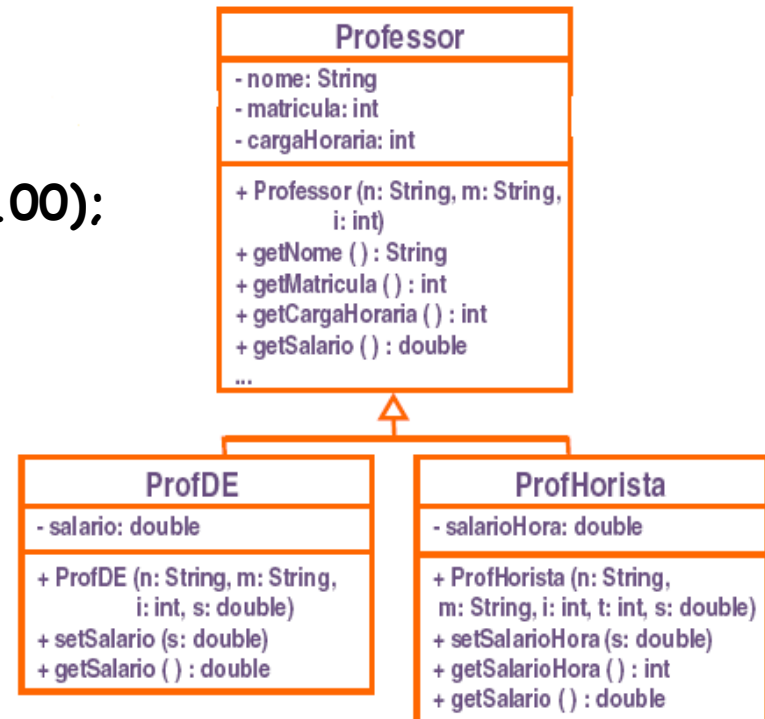 .00);
Professor
- nome: String
- matricula: int
- cargaHoraria: int
+ Professor (n: String, m: String,
i: int)
+ getNome ( ) : String
+ getMatricula ( ) : int
+ getCargaHoraria ( ) : int
+ getSalario ( ) : double
...
ProfDE
- salario: double
+ ProfDE (n: String, m: String,
i: int, s: double)
+ setSalario (s: double)
+ getSalario ( ) : double
ProfHorista
- salarioHora: double
+ ProfHorista (n: String,
m: String, i: int, t: int, s: double)
+ setSalarioHora (s: double)
+ getSalarioHora ( ) : int
+ getSalario ( ) : double